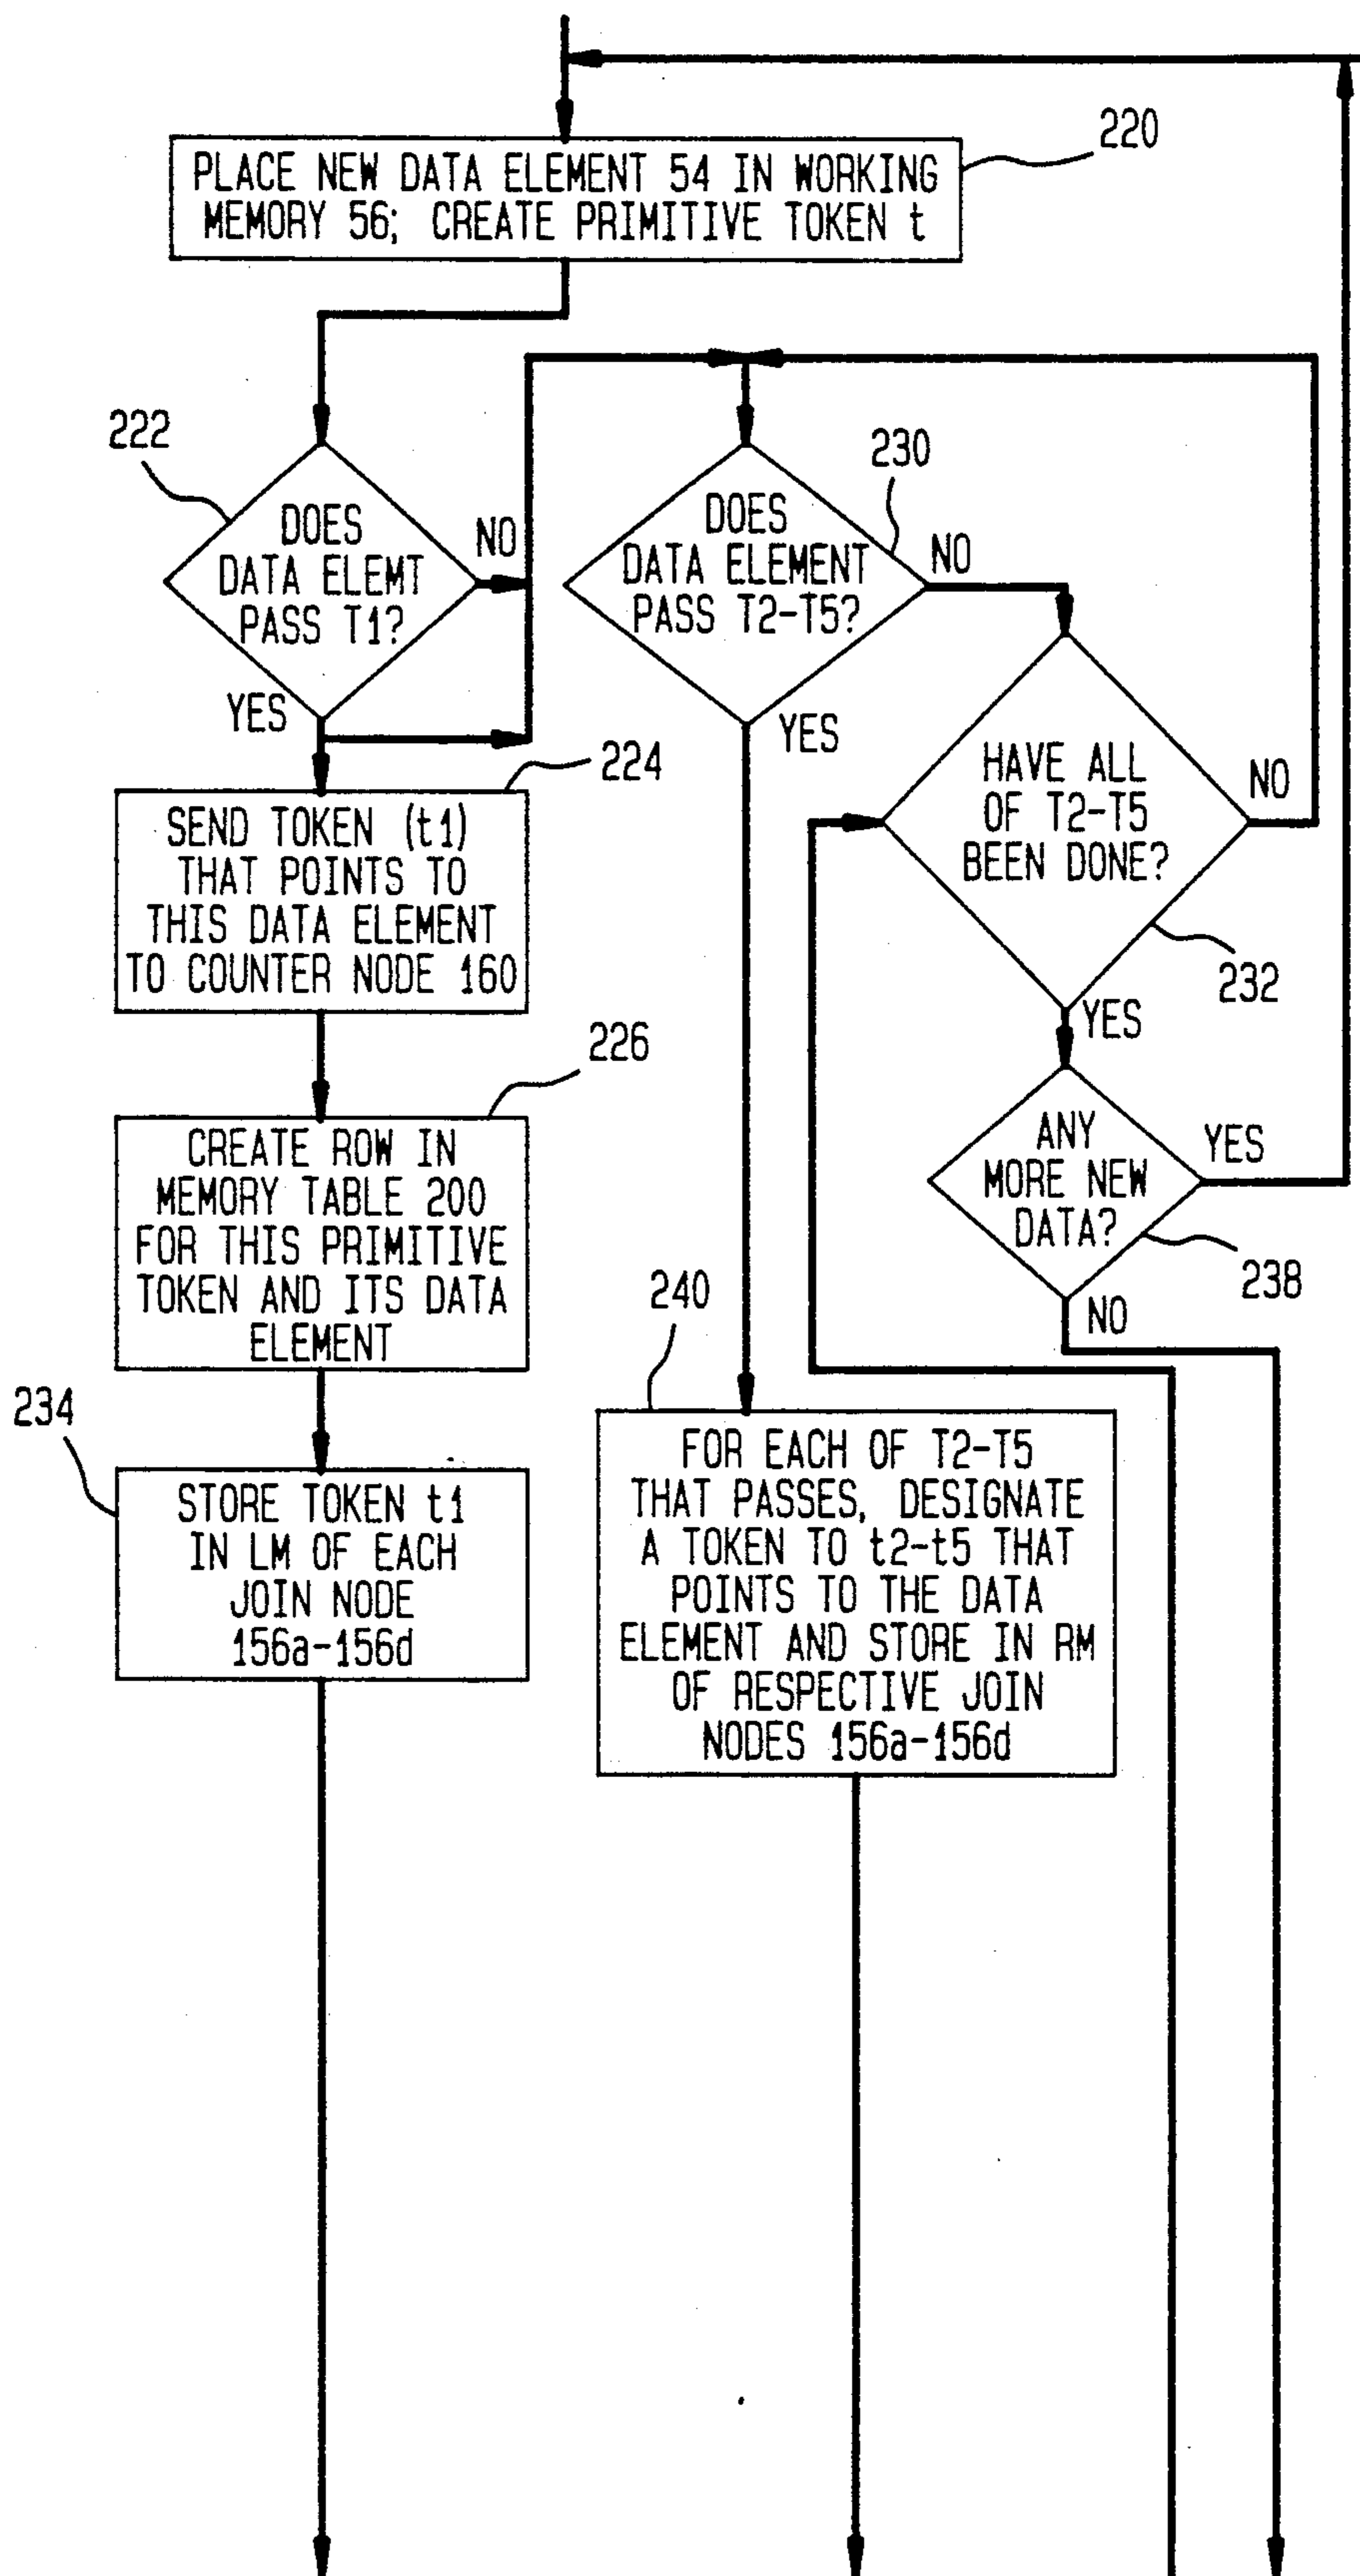 220
PLACE NEW DATA ELEMENT 54 IN WORKING
MEMORY 56; CREATE PRIMITIVE TOKEN t
222
DOES
DATA ELEMT
PASS T1?
NO
YES
230
DOES
DATA ELEMENT
PASS T2-T5?
NO
YES
HAVE ALL
OF T2-T5
BEEN DONE?
NO
232
YES
224
SEND TOKEN (t1)
THAT POINTS TO
THIS DATA ELEMENT
TO COUNTER NODE 160
226
CREATE ROW IN
MEMORY TABLE 200
FOR THIS PRIMITIVE
TOKEN AND ITS DATA
ELEMENT
ANY
MORE NEW
DATA?
YES
238
NO
234
STORE TOKEN t1
IN LM OF EACH
JOIN NODE
156a-156d
240
FOR EACH OF T2-T5
THAT PASSES, DESIGNATE
A TOKEN TO t2-t5 THAT
POINTS TO THE DATA
ELEMENT AND STORE IN RM
OF RESPECTIVE JOIN
NODES 156a-156d